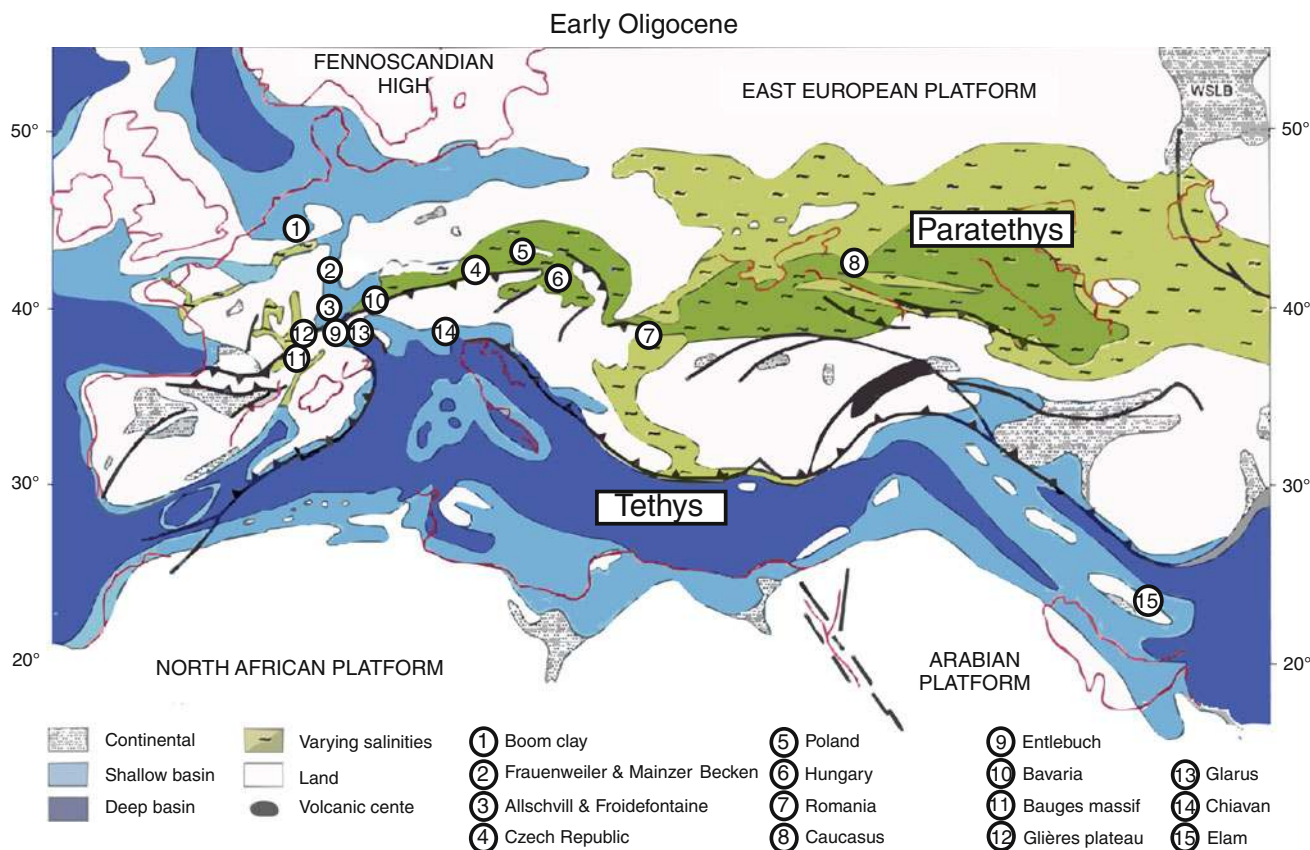 Early Oligocene
FENNOSCANDIAN
HIGH
EAST EUROPEAN PLATFORM
WSLB
50°
50°
1
Paratethys
2
5
8
4
6
40°
3
10
40°
12
9
13
14
7
11
30°
Tethys
30°
15
20°
NORTH AFRICAN PLATFORM
ARABIAN
PLATFORM
20°
Continental
Varying salinities
1 Boom clay
5 Poland
9 Entlebuch
Shallow basin
Land
2 Frauenweiler & Mainzer Becken
6 Hungary
10 Bavaria
13 Glarus
Deep basin
Volcanic cente
3 Allschvill & Froidefontaine
7 Romania
11 Bauges massif
14 Chiavan
4 Czech Republic
8 Caucasus
12 Glières plateau
15 Elam